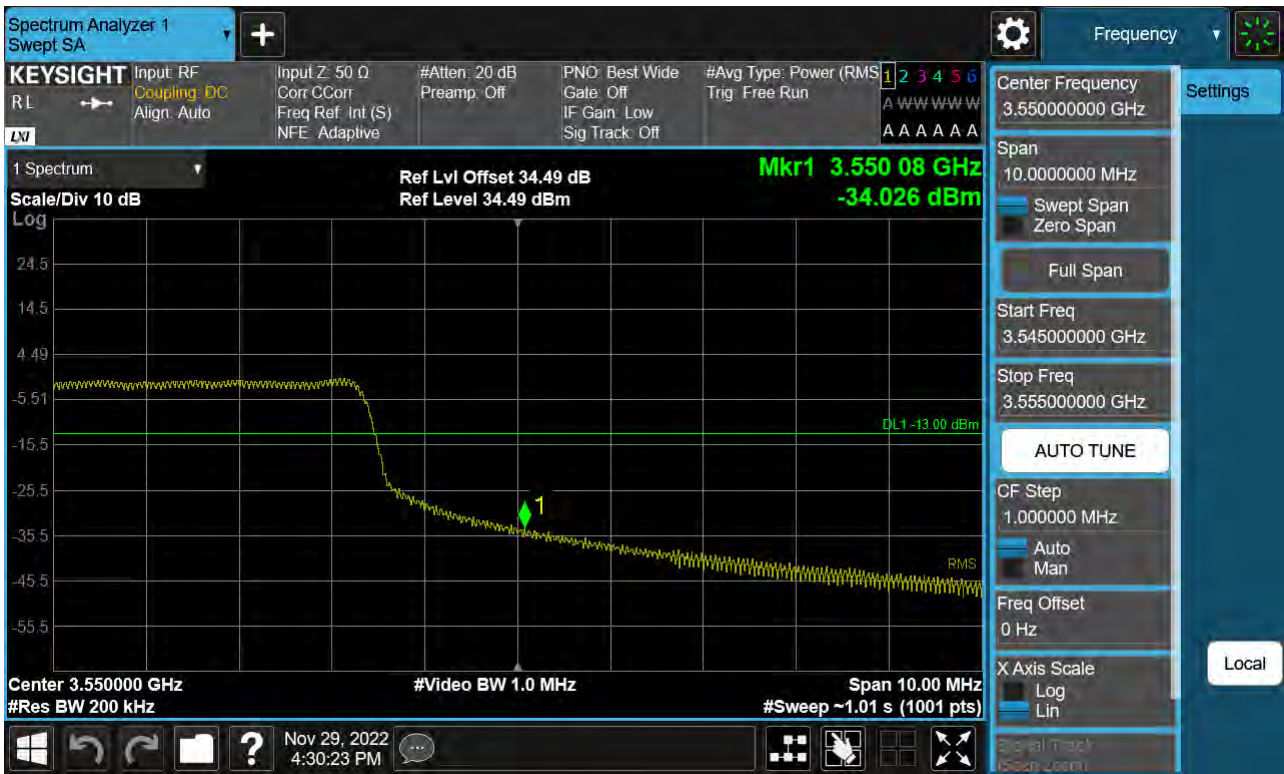 Spectrum Analyzer 1
Swept SA
+
Frequency
KEYSIGHT
RL
LXI
Input: RF
Coupling: DC
Align: Auto
Input Z: 50 Ω
Corr CCorr
Freq Ref: Int (S)
NFE: Adaptive
#Atten: 20 dB
Preamp: Off
PNO: Best Wide
Gate: Off
IF Gain: Low
Sig Track: Off
#Avg Type: Power (RMS
Trig: Free Run
1 2 3 4 5 6
A W W W W W
A A A A A A
1 Spectrum
Scale/Div 10 dB
Log
Ref Lvl Offset 34.49 dB
Ref Level 34.49 dBm
Mkr1 3.550 08 GHz
-34.026 dBm
24.5
14.5
4.49
-5.51
-15.5
-25.5
-35.5
-45.5
-55.5
DL1 -13.00 dBm
1
RMS
Center 3.550000 GHz
#Res BW 200 kHz
#Video BW 1.0 MHz
Span 10.00 MHz
#Sweep ~1.01 s (1001 pts)
Center Frequency
3.550000000 GHz
Span
10.0000000 MHz
Swept Span
Zero Span
Full Span
Start Freq
3.545000000 GHz
Stop Freq
3.555000000 GHz
AUTO TUNE
CF Step
1.000000 MHz
Auto
Man
Freq Offset
0 Hz
X Axis Scale
Log
Lin
Signal Track
(Span Zoom)
Settings
Local
?
Nov 29, 2022
4:30:23 PM